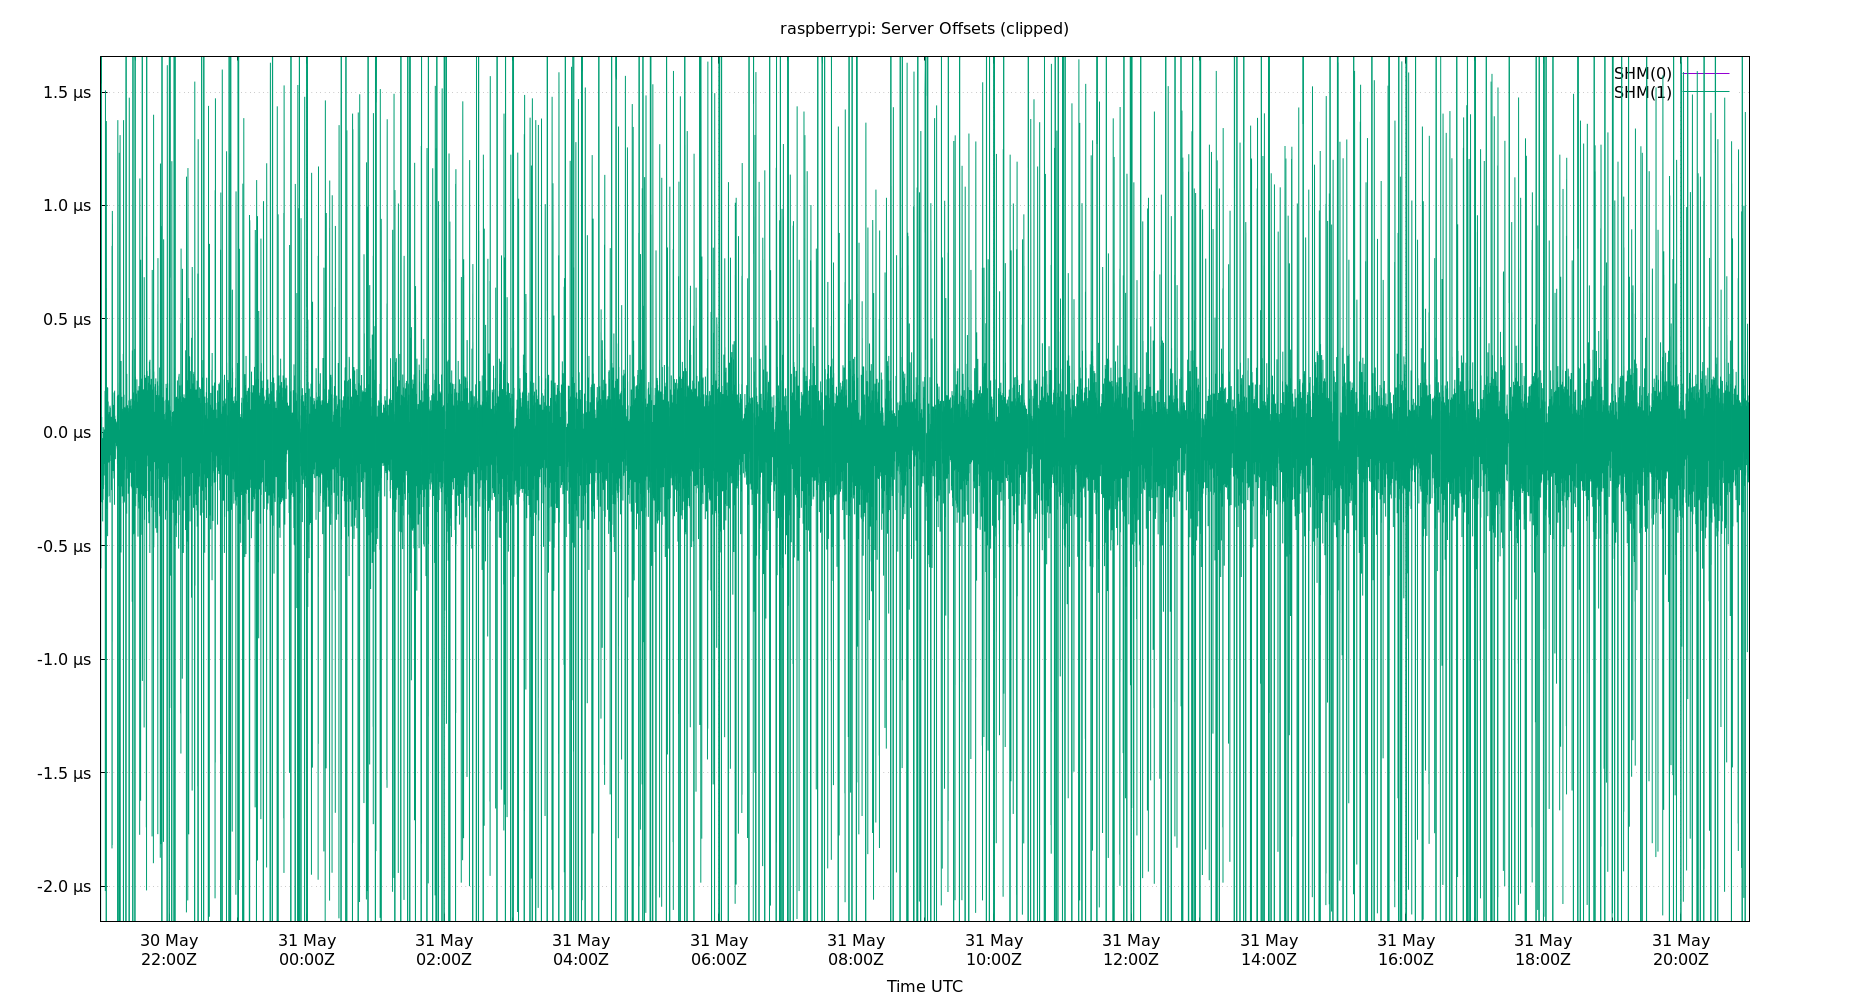 raspberrypi: Server Offsets (clipped)
SHM(0)
SHM(1)
1.5 µs
1.0 µs
0.5 µs
0.0 µs
-0.5 µs
-1.0 µs
-1.5 µs
-2.0 µs
30 May 31 May 31 May 31 May 31 May 31 May 31 May 31 May 31 May 31 May 31 May 31 May
22:00Z 00:00Z 02:00Z 04:00Z 06:00Z 08:00Z 10:00Z 12:00Z 14:00Z 16:00Z 18:00Z 20:00Z
Time UTC